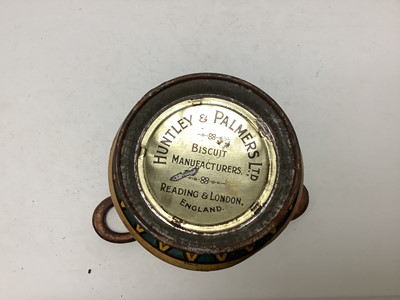 HUNTLEY & PALMERS LTD
BISCUIT
MANUFACTURERS.
READING & LONDON,
ENGLAND.